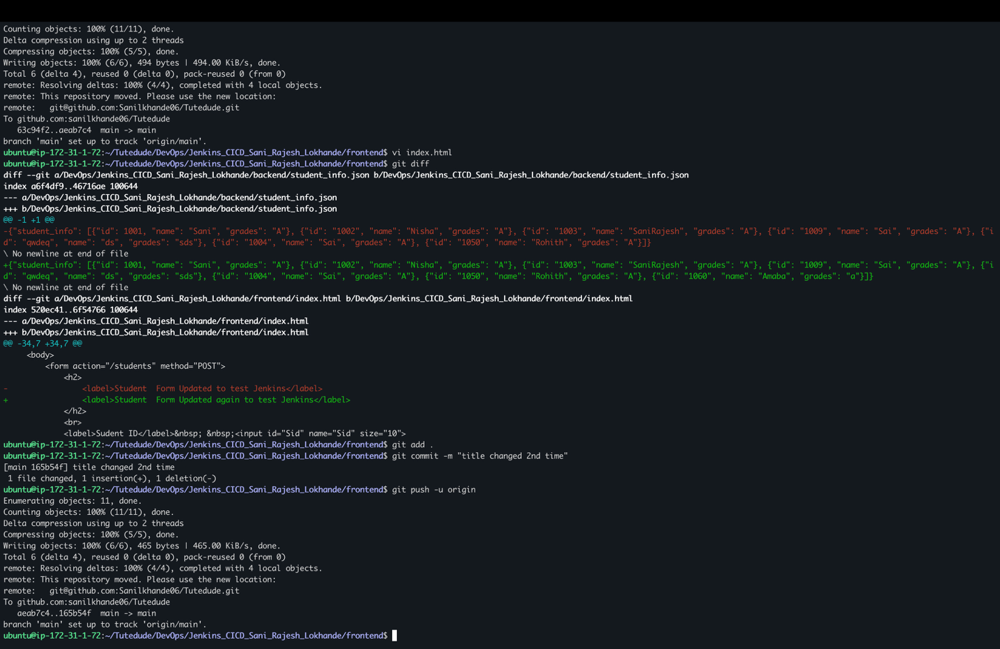 Counting objects: 100% (11/11), done.
Delta compression using up to 2 threads
Compressing objects: 100% (5/5), done.
Writing objects: 100% (6/6), 494 bytes | 494.00 KiB/s, done.
Total 6 (delta 4), reused 0 (delta 0), pack-reused 0 (from 0)
remote: Resolving deltas: 100% (4/4), completed with 4 local objects.
remote: This repository moved. Please use the new location:
remote:   git@github.com:Sanilkhande06/Tutedude.git
To github.com:sanilkhande06/Tutedude
   63c94f2..aeab7c4  main -> main
branch 'main' set up to track 'origin/main'.
ubuntu@ip-172-31-1-72:~/Tutedude/DevOps/Jenkins_CICD_Sani_Rajesh_Lokhande/frontend$ vi index.html
ubuntu@ip-172-31-1-72:~/Tutedude/DevOps/Jenkins_CICD_Sani_Rajesh_Lokhande/frontend$ git diff
diff --git a/DevOps/Jenkins_CICD_Sani_Rajesh_Lokhande/backend/student_info.json b/DevOps/Jenkins_CICD_Sani_Rajesh_Lokhande/backend/student_info.json
index a6f4df9..46716ae 100644
--- a/DevOps/Jenkins_CICD_Sani_Rajesh_Lokhande/backend/student_info.json
+++ b/DevOps/Jenkins_CICD_Sani_Rajesh_Lokhande/backend/student_info.json
@@ -1 +1 @@
-{"student_info": [{"id": 1001, "name": "Sani", "grades": "A"}, {"id": "1002", "name": "Nisha", "grades": "A"}, {"id": "1003", "name": "SaniRajesh", "grades": "A"}, {"id": "1009", "name": "Sai", "grades": "A"}, {"i
d": "qwdeq", "name": "ds", "grades": "sds"}, {"id": "1004", "name": "Sai", "grades": "A"}, {"id": "1050", "name": "Rohith", "grades": "A"}]}
\ No newline at end of file
+{"student_info": [{"id": 1001, "name": "Sani", "grades": "A"}, {"id": "1002", "name": "Nisha", "grades": "A"}, {"id": "1003", "name": "SaniRajesh", "grades": "A"}, {"id": "1009", "name": "Sai", "grades": "A"}, {"i
d": "qwdeq", "name": "ds", "grades": "sds"}, {"id": "1004", "name": "Sai", "grades": "A"}, {"id": "1050", "name": "Rohith", "grades": "A"}, {"id": "1060", "name": "Amaba", "grades": "a"}]}
\ No newline at end of file
diff --git a/DevOps/Jenkins_CICD_Sani_Rajesh_Lokhande/frontend/index.html b/DevOps/Jenkins_CICD_Sani_Rajesh_Lokhande/frontend/index.html
index 520ec41..6f54766 100644
--- a/DevOps/Jenkins_CICD_Sani_Rajesh_Lokhande/frontend/index.html
+++ b/DevOps/Jenkins_CICD_Sani_Rajesh_Lokhande/frontend/index.html
@@ -34,7 +34,7 @@
     <body>
         <form action="/students" method="POST">
             <h2>
-                <label>Student  Form Updated to test Jenkins</label>
+                <label>Student  Form Updated again to test Jenkins</label>
             </h2>
             <br>
             <label>Sudent ID</label>&nbsp; &nbsp;<input id="Sid" name="Sid" size="10">
ubuntu@ip-172-31-1-72:~/Tutedude/DevOps/Jenkins_CICD_Sani_Rajesh_Lokhande/frontend$ git add .
ubuntu@ip-172-31-1-72:~/Tutedude/DevOps/Jenkins_CICD_Sani_Rajesh_Lokhande/frontend$ git commit -m "title changed 2nd time"
[main 165b54f] title changed 2nd time
 1 file changed, 1 insertion(+), 1 deletion(-)
ubuntu@ip-172-31-1-72:~/Tutedude/DevOps/Jenkins_CICD_Sani_Rajesh_Lokhande/frontend$ git push -u origin
Enumerating objects: 11, done.
Counting objects: 100% (11/11), done.
Delta compression using up to 2 threads
Compressing objects: 100% (5/5), done.
Writing objects: 100% (6/6), 465 bytes | 465.00 KiB/s, done.
Total 6 (delta 4), reused 0 (delta 0), pack-reused 0 (from 0)
remote: Resolving deltas: 100% (4/4), completed with 4 local objects.
remote: This repository moved. Please use the new location:
remote:   git@github.com:Sanilkhande06/Tutedude.git
To github.com:sanilkhande06/Tutedude
   aeab7c4..165b54f  main -> main
branch 'main' set up to track 'origin/main'.
ubuntu@ip-172-31-1-72:~/Tutedude/DevOps/Jenkins_CICD_Sani_Rajesh_Lokhande/frontend$